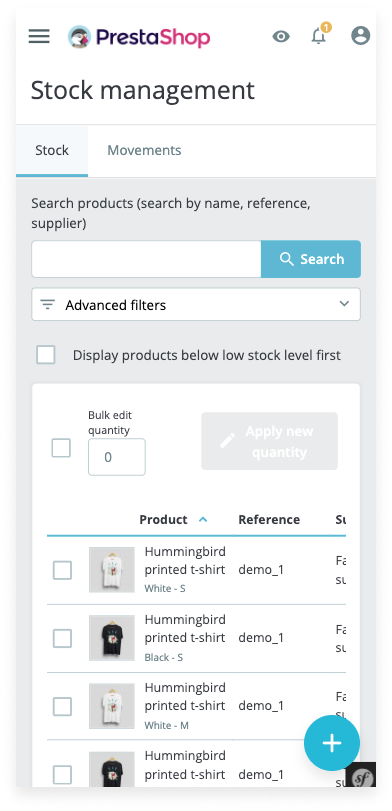 PrestaShop
1
Stock management
Stock
Movements
Search products (search by name, reference,
supplier)
Search
Advanced filters
Display products below low stock level first
Bulk edit
quantity
0
Apply new
quantity
Product
Reference
Su
Hummingbird
printed t-shirt
White - S
demo_1
Fa
su
Hummingbird
printed t-shirt
Black - S
demo_1
Fa
su
Hummingbird
printed t-shirt
White - M
demo_1
Fa
su
Hummingbird
printed t-shirt
demo_1
sf